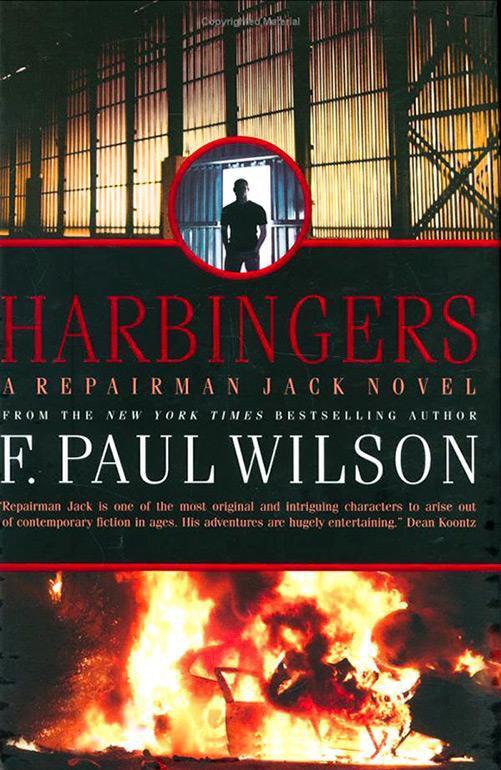 Copyrighted Material
HARBINGERS
A REPAIRMAN JACK NOVEL
FROM THE NEW YORK TIMES BESTSELLING AUTHOR
F. PAUL WILSON
"Repairman Jack is one of the most original and intriguing characters to arise out
of contemporary fiction in ages. His adventures are hugely entertaining." Dean Koontz